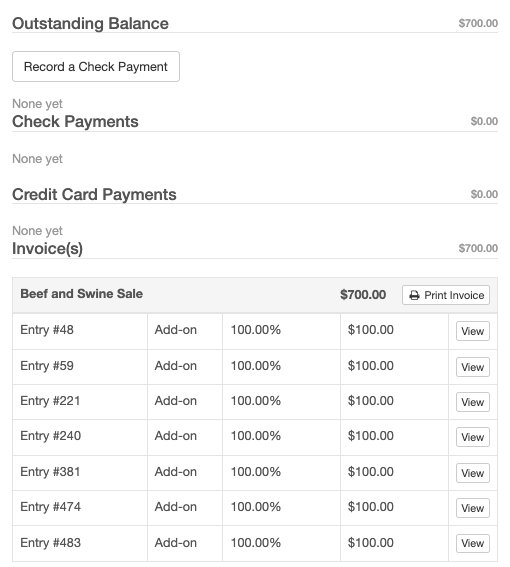 Outstanding Balance $700.00
Record a Check Payment
None yet
Check Payments $0.00
None yet
Credit Card Payments $0.00
None yet
Invoice(s) $700.00
Beef and Swine Sale $700.00 Print Invoice
Entry #48 Add-on 100.00% $100.00 View
Entry #59 Add-on 100.00% $100.00 View
Entry #221 Add-on 100.00% $100.00 View
Entry #240 Add-on 100.00% $100.00 View
Entry #381 Add-on 100.00% $100.00 View
Entry #474 Add-on 100.00% $100.00 View
Entry #483 Add-on 100.00% $100.00 View